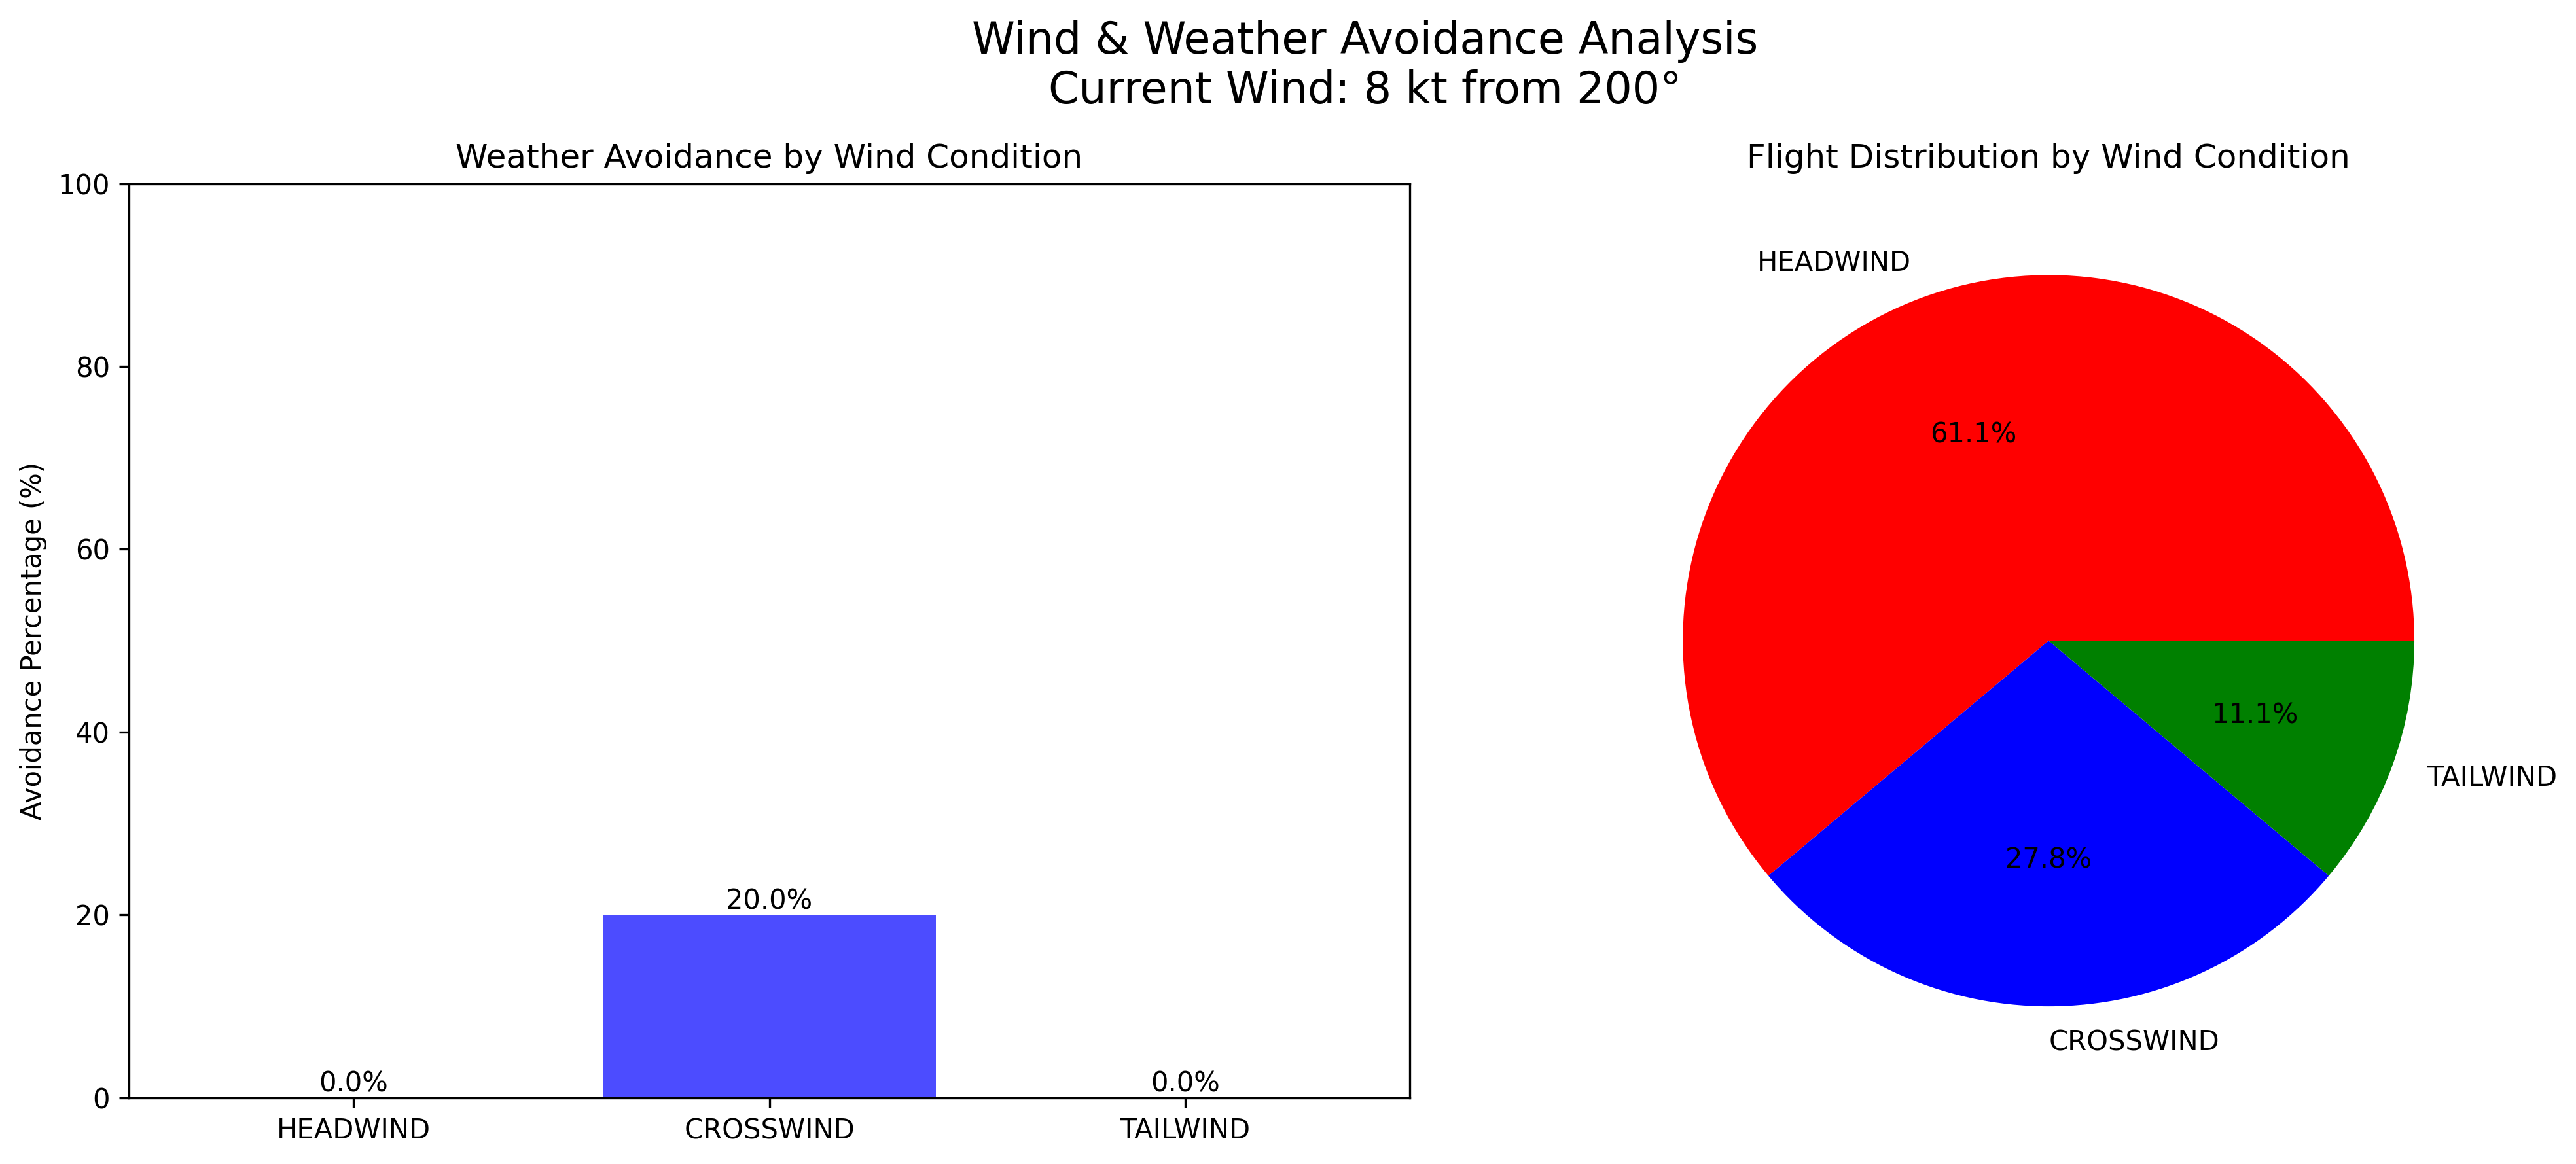 Wind & Weather Avoidance Analysis
Current Wind: 8 kt from 200°
Weather Avoidance by Wind Condition
Avoidance Percentage (%)
100
80
60
40
20
0
0.0%
20.0%
0.0%
HEADWIND
CROSSWIND
TAILWIND
Flight Distribution by Wind Condition
HEADWIND
61.1%
11.1%
TAILWIND
27.8%
CROSSWIND